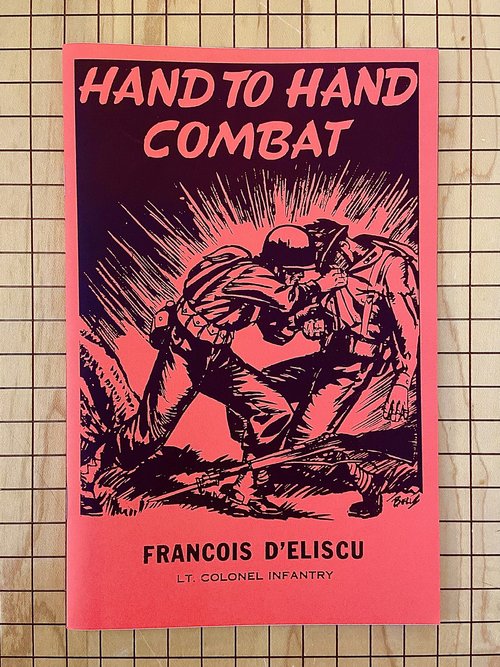 HAND TO HAND
COMBAT
FRANCOIS D'ELISCU
LT. COLONEL INFANTRY